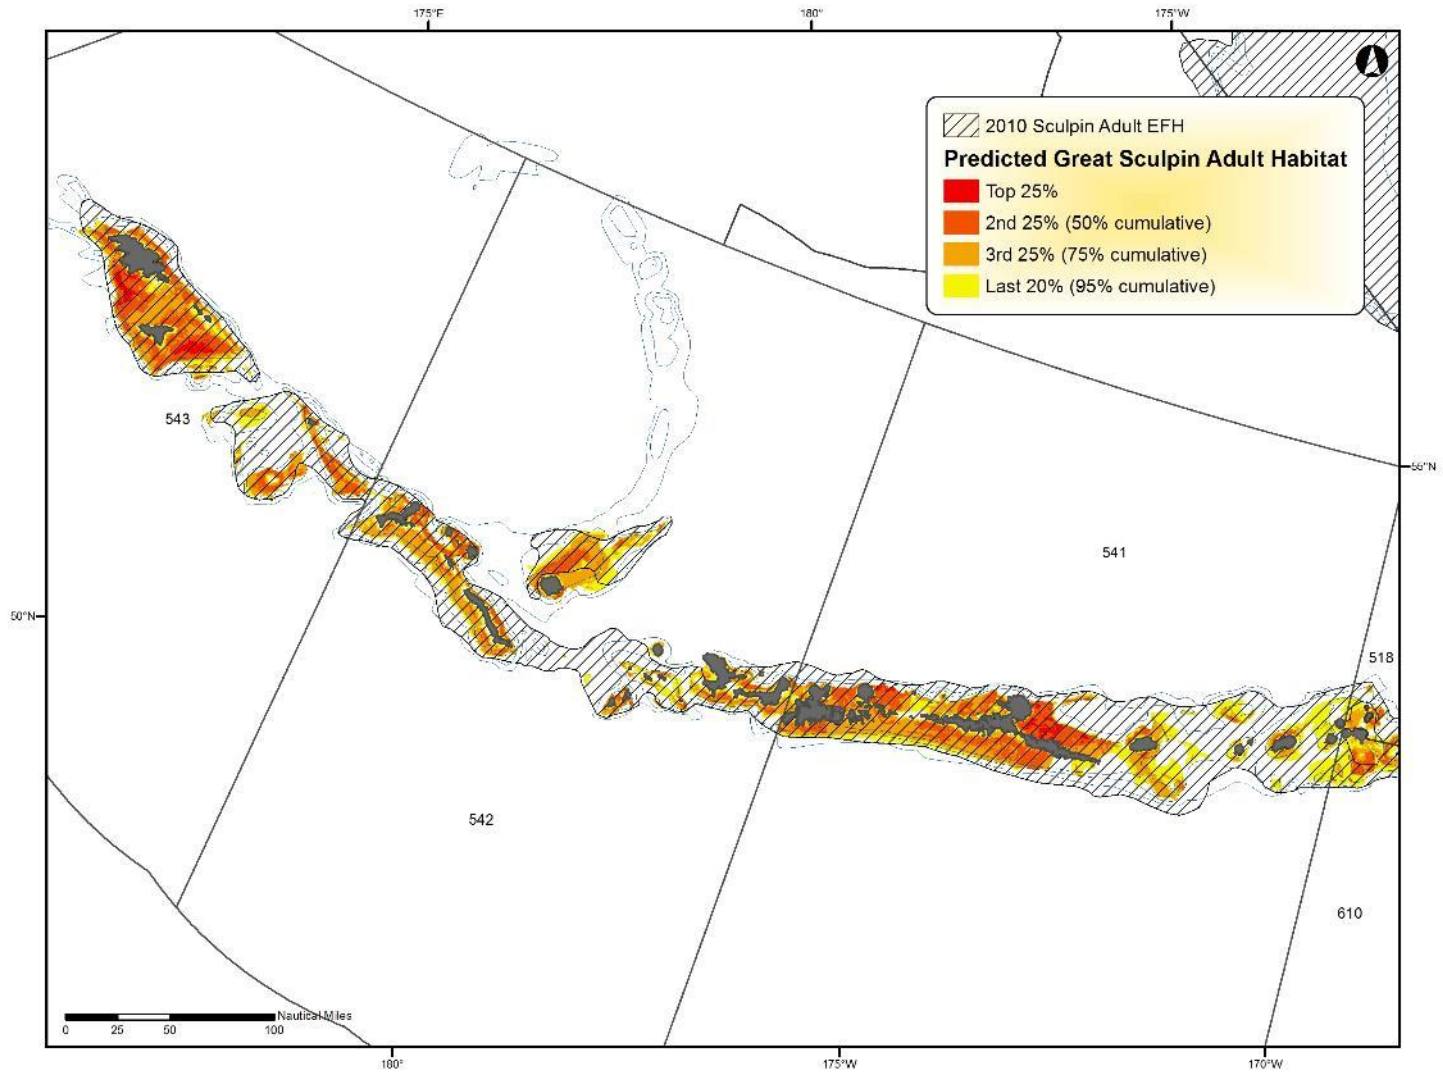 175°E
180°
175°W
2010 Sculpin Adult EFH
Predicted Great Sculpin Adult Habitat
Top 25%
2nd 25% (50% cumulative)
3rd 25% (75% cumulative)
Last 20% (95% cumulative)
543
55°N
541
50°N
518
542
610
Nautical Miles
0 25 50 100
180°
175°W
170°W